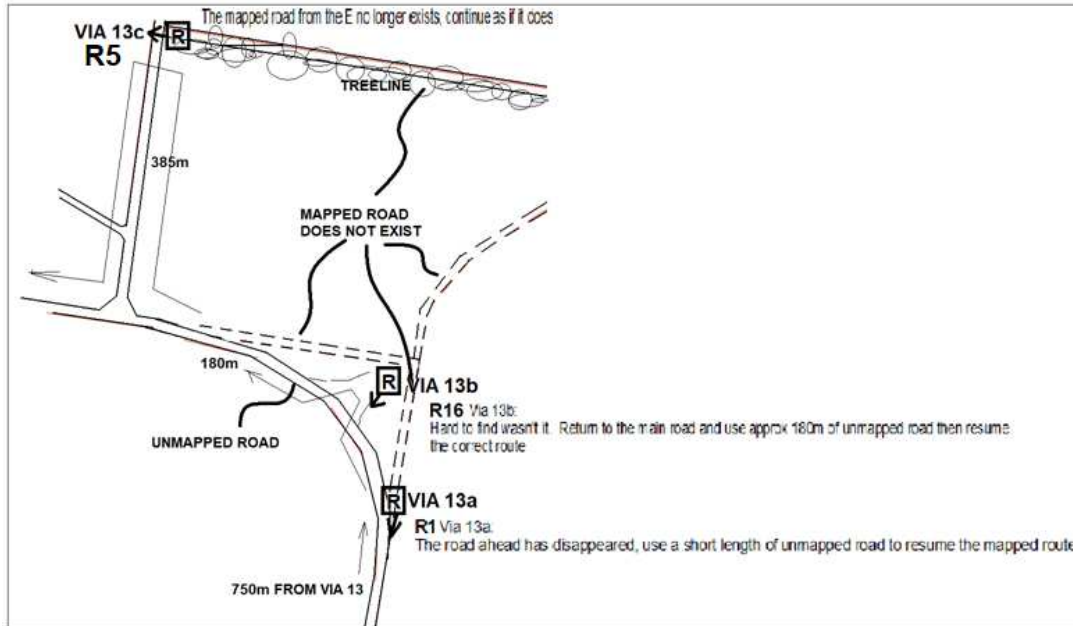 The mapped road from the E no longer exists, continue as if it does
VIA 13c
R
R5
TREELINE
385m
MAPPED ROAD
DOES NOT EXIST
180m
R
VIA 13b
R16 Via 13b:
Hard to find wasn't it. Return to the main road and use approx 180m of unmapped road then resume
the correct route
UNMAPPED ROAD
R
VIA 13a
R1 Via 13a:
The road ahead has disappeared, use a short length of unmapped road to resume the mapped route
750m FROM VIA 13